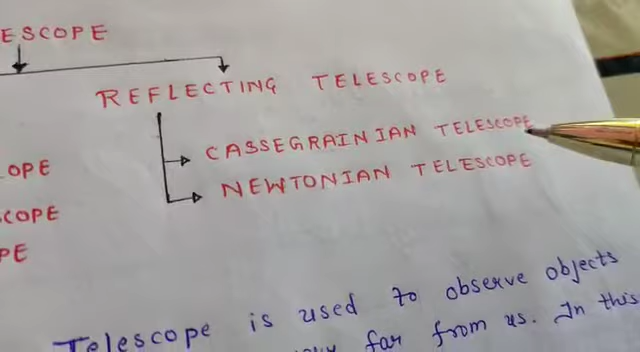 ESCOPE
REFLECTING TELESCOPE
CASSEGRAINIAN TELESCOPE
NEWTONIAN TELESCOPE
LOPE
SCOPE
PE
Telescope is used to observe objects
far from us. In this